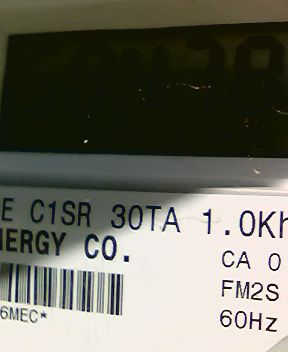 E C1SR 30TA 1.0Kh
NERGY CO.
CA 0
FM2S
6MEC*
60Hz